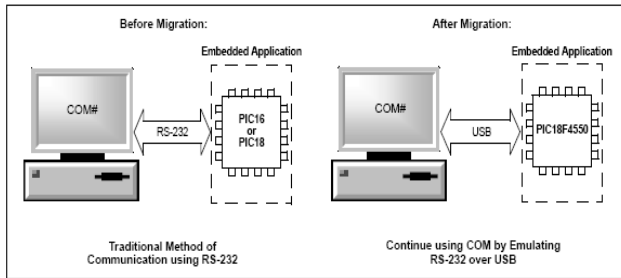 Before Migration:
Embedded Application
COM#
RS-232
PIC16
or
PIC18
Traditional Method of
Communication using RS-232
After Migration:
Embedded Application
COM#
USB
PIC18F4550
Continue using COM by Emulating
RS-232 over USB